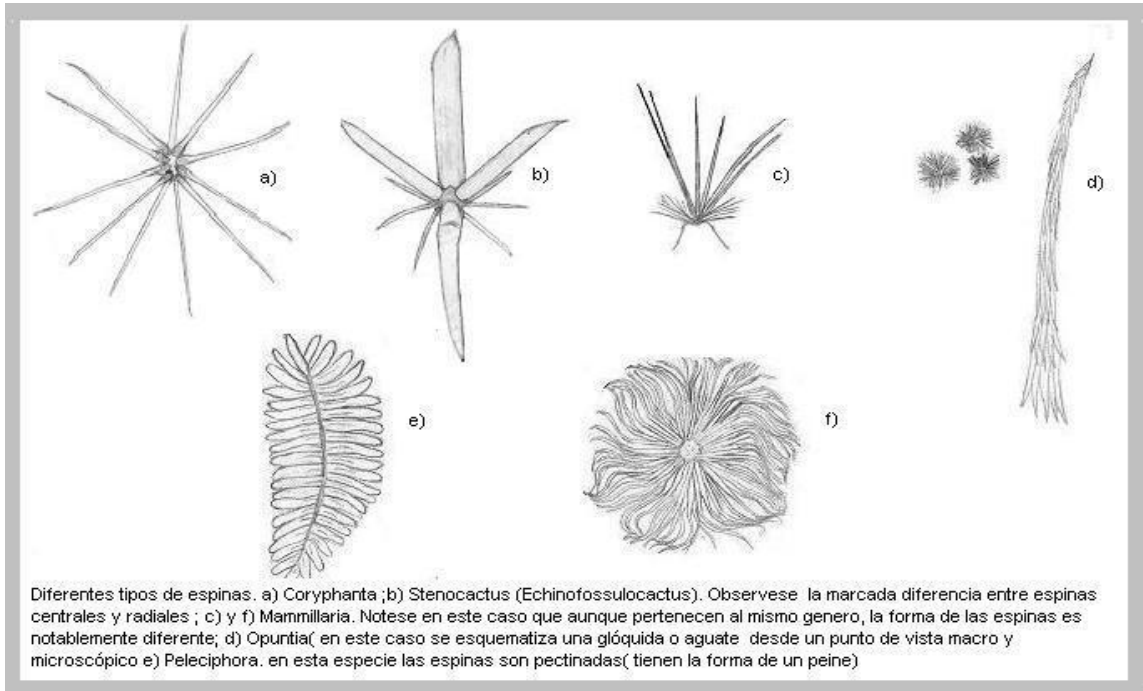 a)
b)
c)
d)
e)
f)
Diferentes tipos de espinas. a) Coryphanta ;b) Stenocactus (Echinofossulocactus). Observese la marcada diferencia entre espinas
centrales y radiales ; c) y f) Mammillaria. Notese en este caso que aunque pertenecen al mismo genero, la forma de las espinas es
notablemente diferente; d) Opuntia( en este caso se esquematiza una glóquida o aguate desde un punto de vista macro y
microscópico e) Peleciphora. en esta especie las espinas son pectinadas( tienen la forma de un peine)